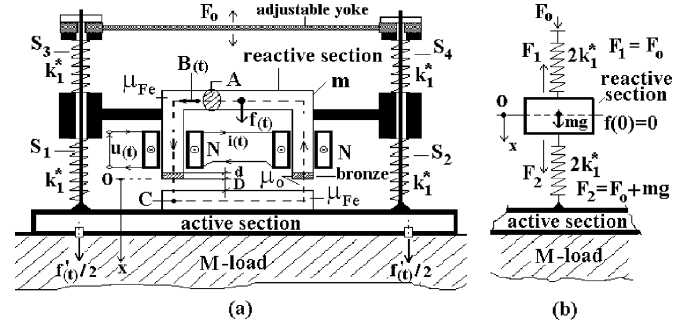 F₀
adjustable yoke
S₃
S₄
k₁*
k₁*
reactive section
B(t)
A
m
μFe
f(t)
S₁
u(t)
N
i(t)
N
S₂
bronze
o
d
μ₀
k₁*
D
μFe
k₁*
C
active section
x
f'(t)/2
M-load
f'(t)/2
(a)
F₀
F₁
2k₁*
F₁=F₀
reactive
section
o
mg
f(0)=0
x
F₂
2k₁*
F₂=F₀+mg
active section
M-load
(b)